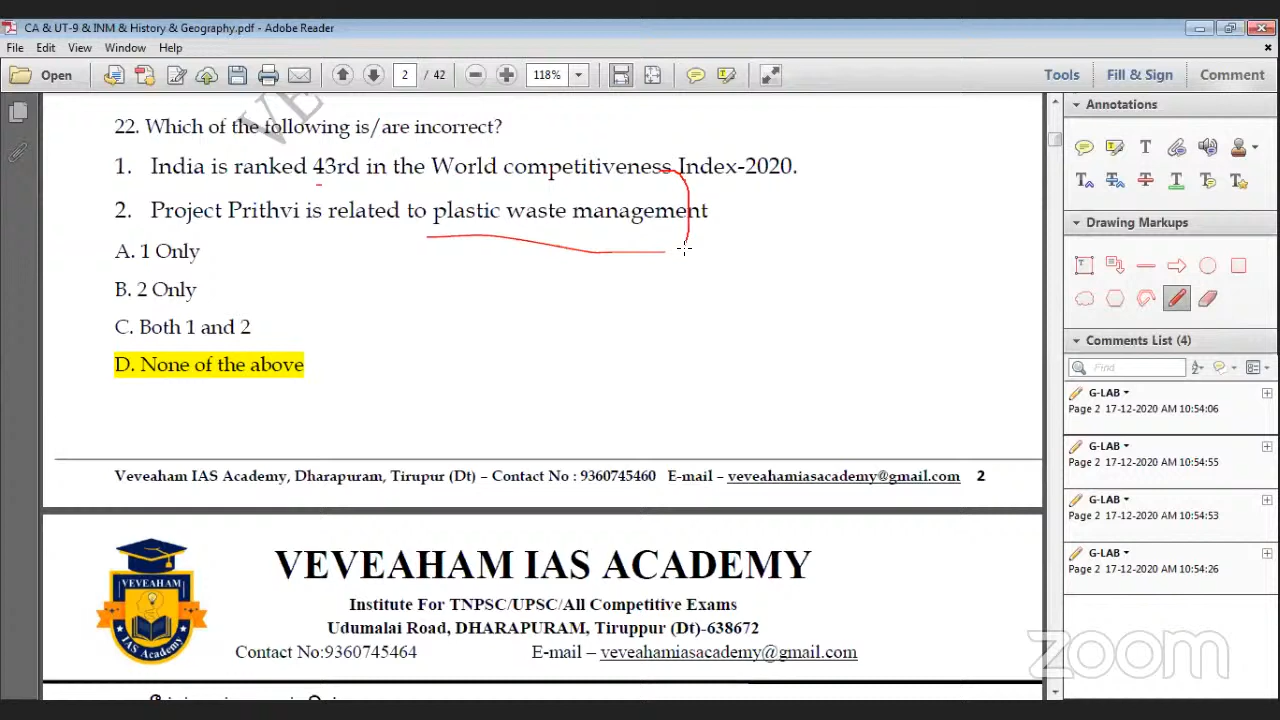 CA & UT-9 & INM & History & Geography.pdf - Adobe Reader
File Edit View Window Help
Open 2 / 42 118% Tools Fill & Sign Comment
22. Which of the following is/are incorrect?
1. India is ranked 43rd in the World competitiveness Index-2020.
2. Project Prithvi is related to plastic waste management
A. 1 Only
B. 2 Only
C. Both 1 and 2
D. None of the above
Veveaham IAS Academy, Dharapuram, Tirupur (Dt) – Contact No : 9360745460 E-mail – veveahamiasacademy@gmail.com 2
VEVEAHAM IAS ACADEMY
Institute For TNPSC/UPSC/All Competitive Exams
Udumalai Road, DHARAPURAM, Tiruppur (Dt)-638672
Contact No:9360745464 E-mail – veveahamiasacademy@gmail.com
VEVEAHAM
IAS Academy
Annotations
Drawing Markups
Comments List (4)
Find
G-LAB
Page 2 17-12-2020 AM 10:54:06
G-LAB
Page 2 17-12-2020 AM 10:54:55
G-LAB
Page 2 17-12-2020 AM 10:54:53
G-LAB
Page 2 17-12-2020 AM 10:54:26
zoom